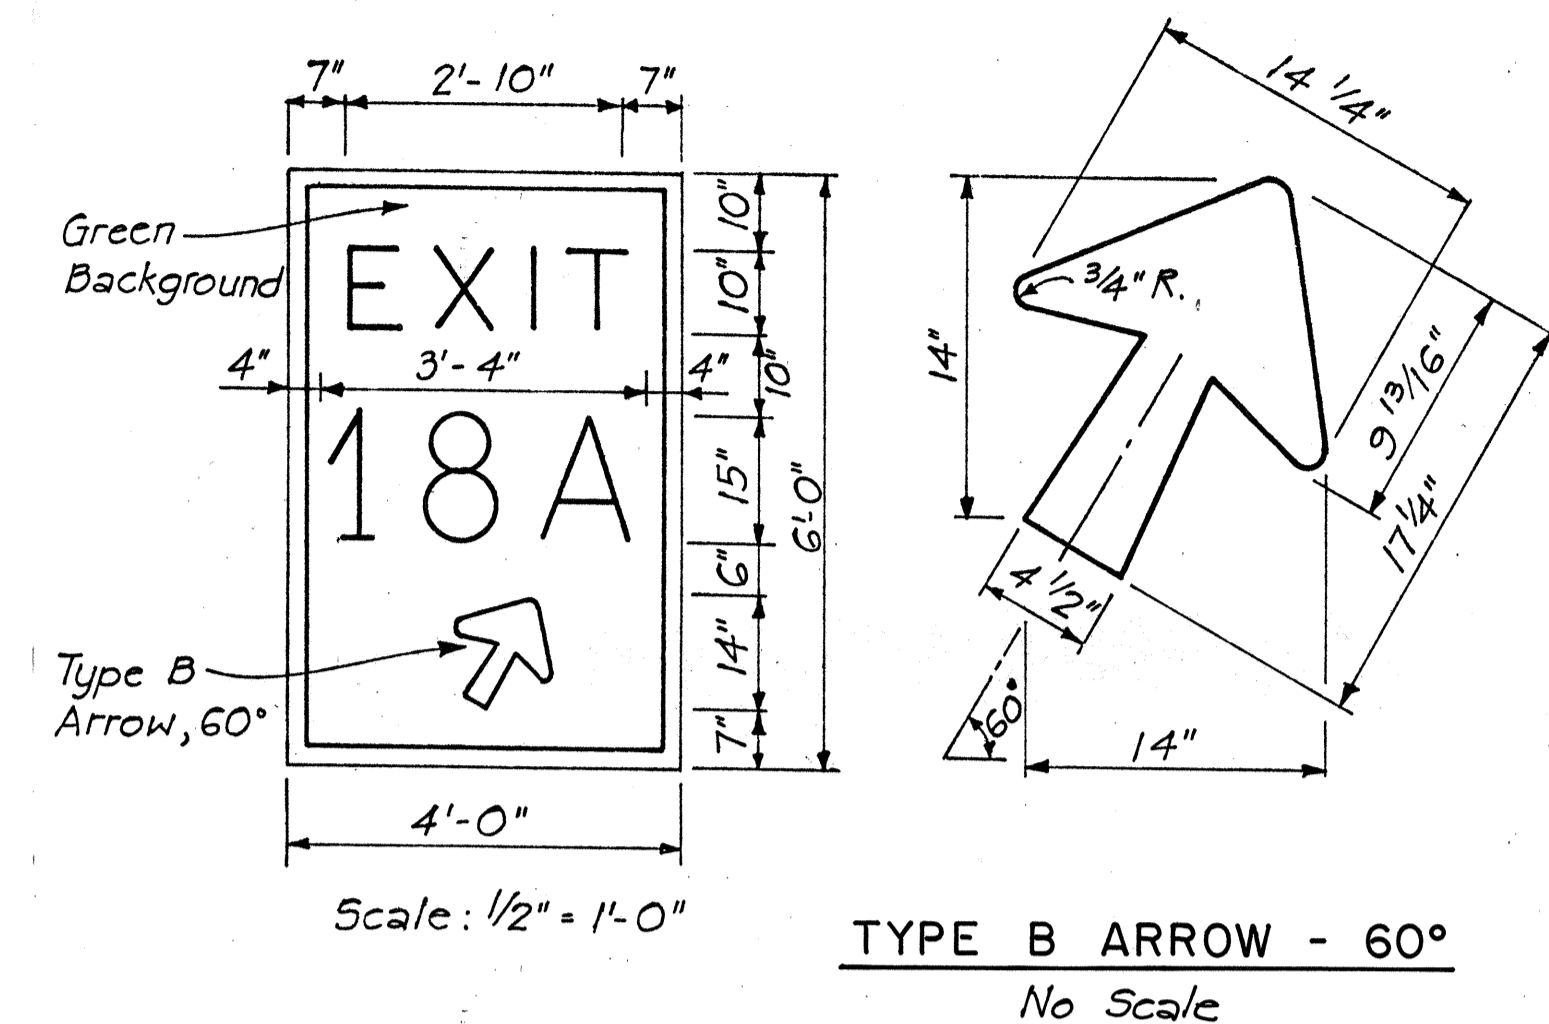 7" 2'-10" 7"
Green
Background
EXIT
4" 3'-4" 4"
18A
Type B
Arrow, 60°
10"
10"
10"
15"
6"
14"
7"
6'-0"
4'-0"
Scale: 1/2" = 1'-0"
14 1/4"
3/4" R.
14"
9 13/16"
17 1/4"
4 1/2"
60°
14"
TYPE B ARROW - 60°
No Scale